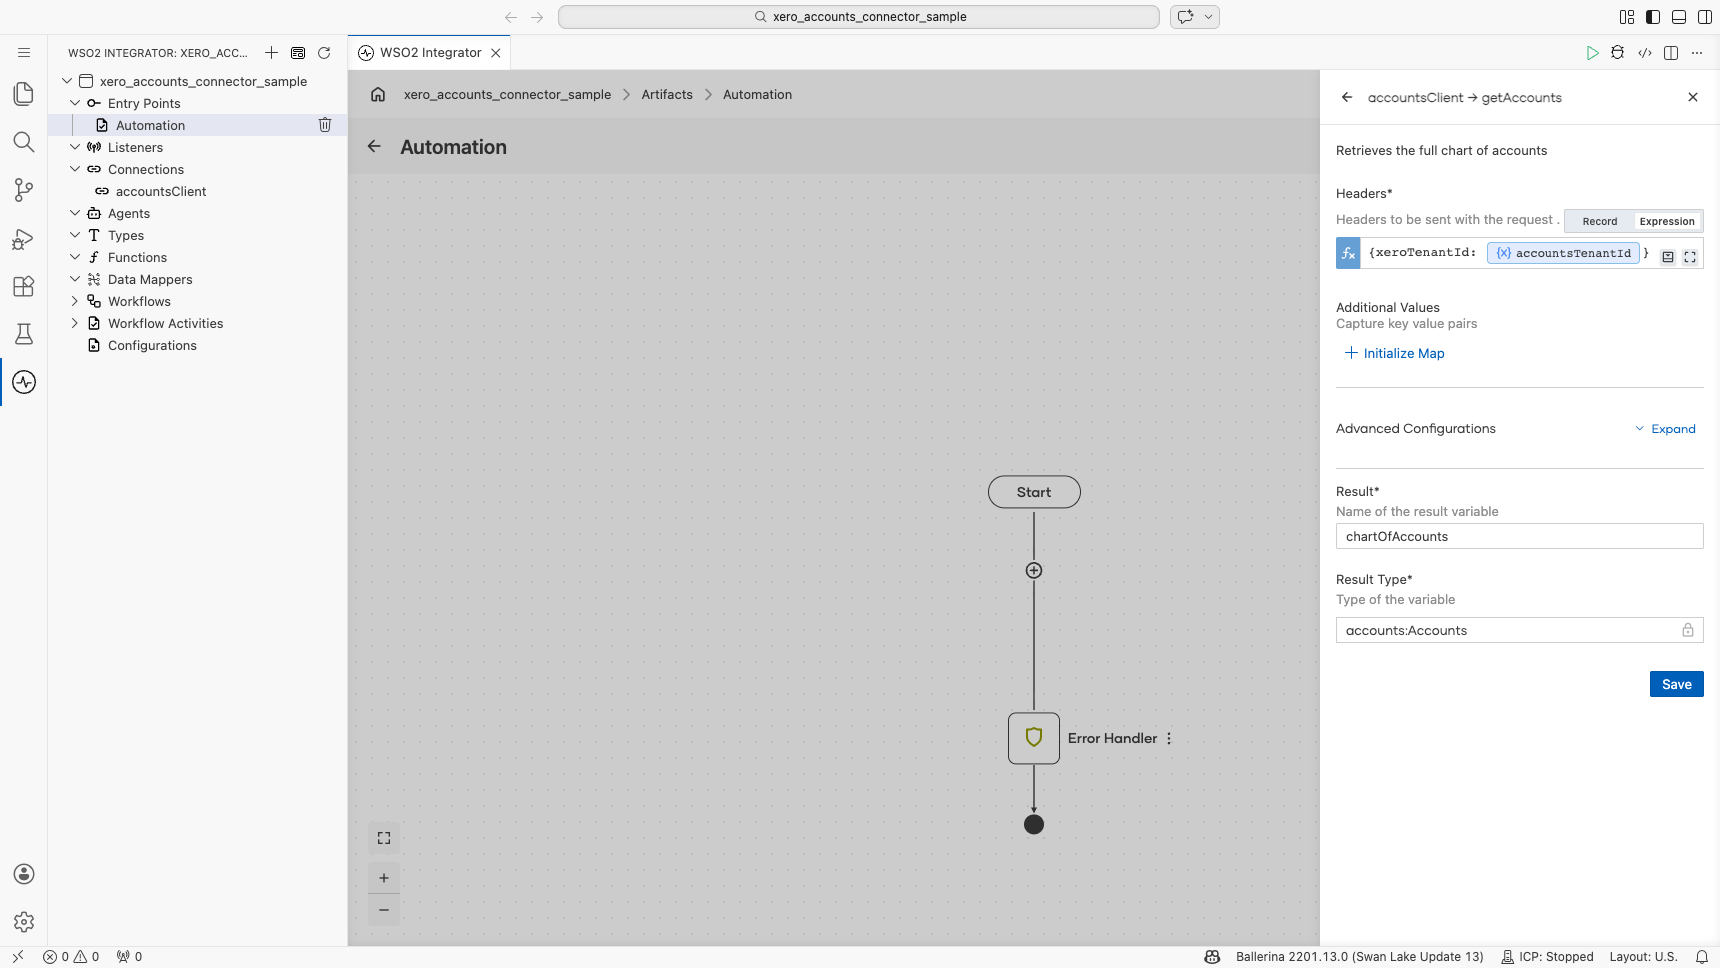 xero_accounts_connector_sample
WSO2 INTEGRATOR: XERO_ACC...
WSO2 Integrator
xero_accounts_connector_sample
Entry Points
Automation
Listeners
Connections
accountsClient
Agents
Types
Functions
Data Mappers
Workflows
Workflow Activities
Configurations
xero_accounts_connector_sample > Artifacts > Automation
Automation
Start
Error Handler
accountsClient → getAccounts
Retrieves the full chart of accounts
Headers*
Headers to be sent with the request .
Record Expression
fx {xeroTenantId: {x} accountsTenantId }
Additional Values
Capture key value pairs
Initialize Map
Advanced Configurations Expand
Result*
Name of the result variable
chartOfAccounts
Result Type*
Type of the variable
accounts:Accounts
Save
0 0 0 Ballerina 2201.13.0 (Swan Lake Update 13) ICP: Stopped Layout: U.S.